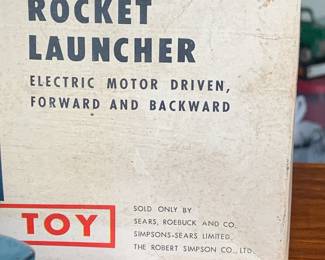 ROCKET
LAUNCHER
ELECTRIC MOTOR DRIVEN,
FORWARD AND BACKWARD
TOY
SOLD ONLY BY
SEARS, ROEBUCK AND CO.
SIMPSONS-SEARS LIMITED,
THE ROBERT SIMPSON CO., LTD.